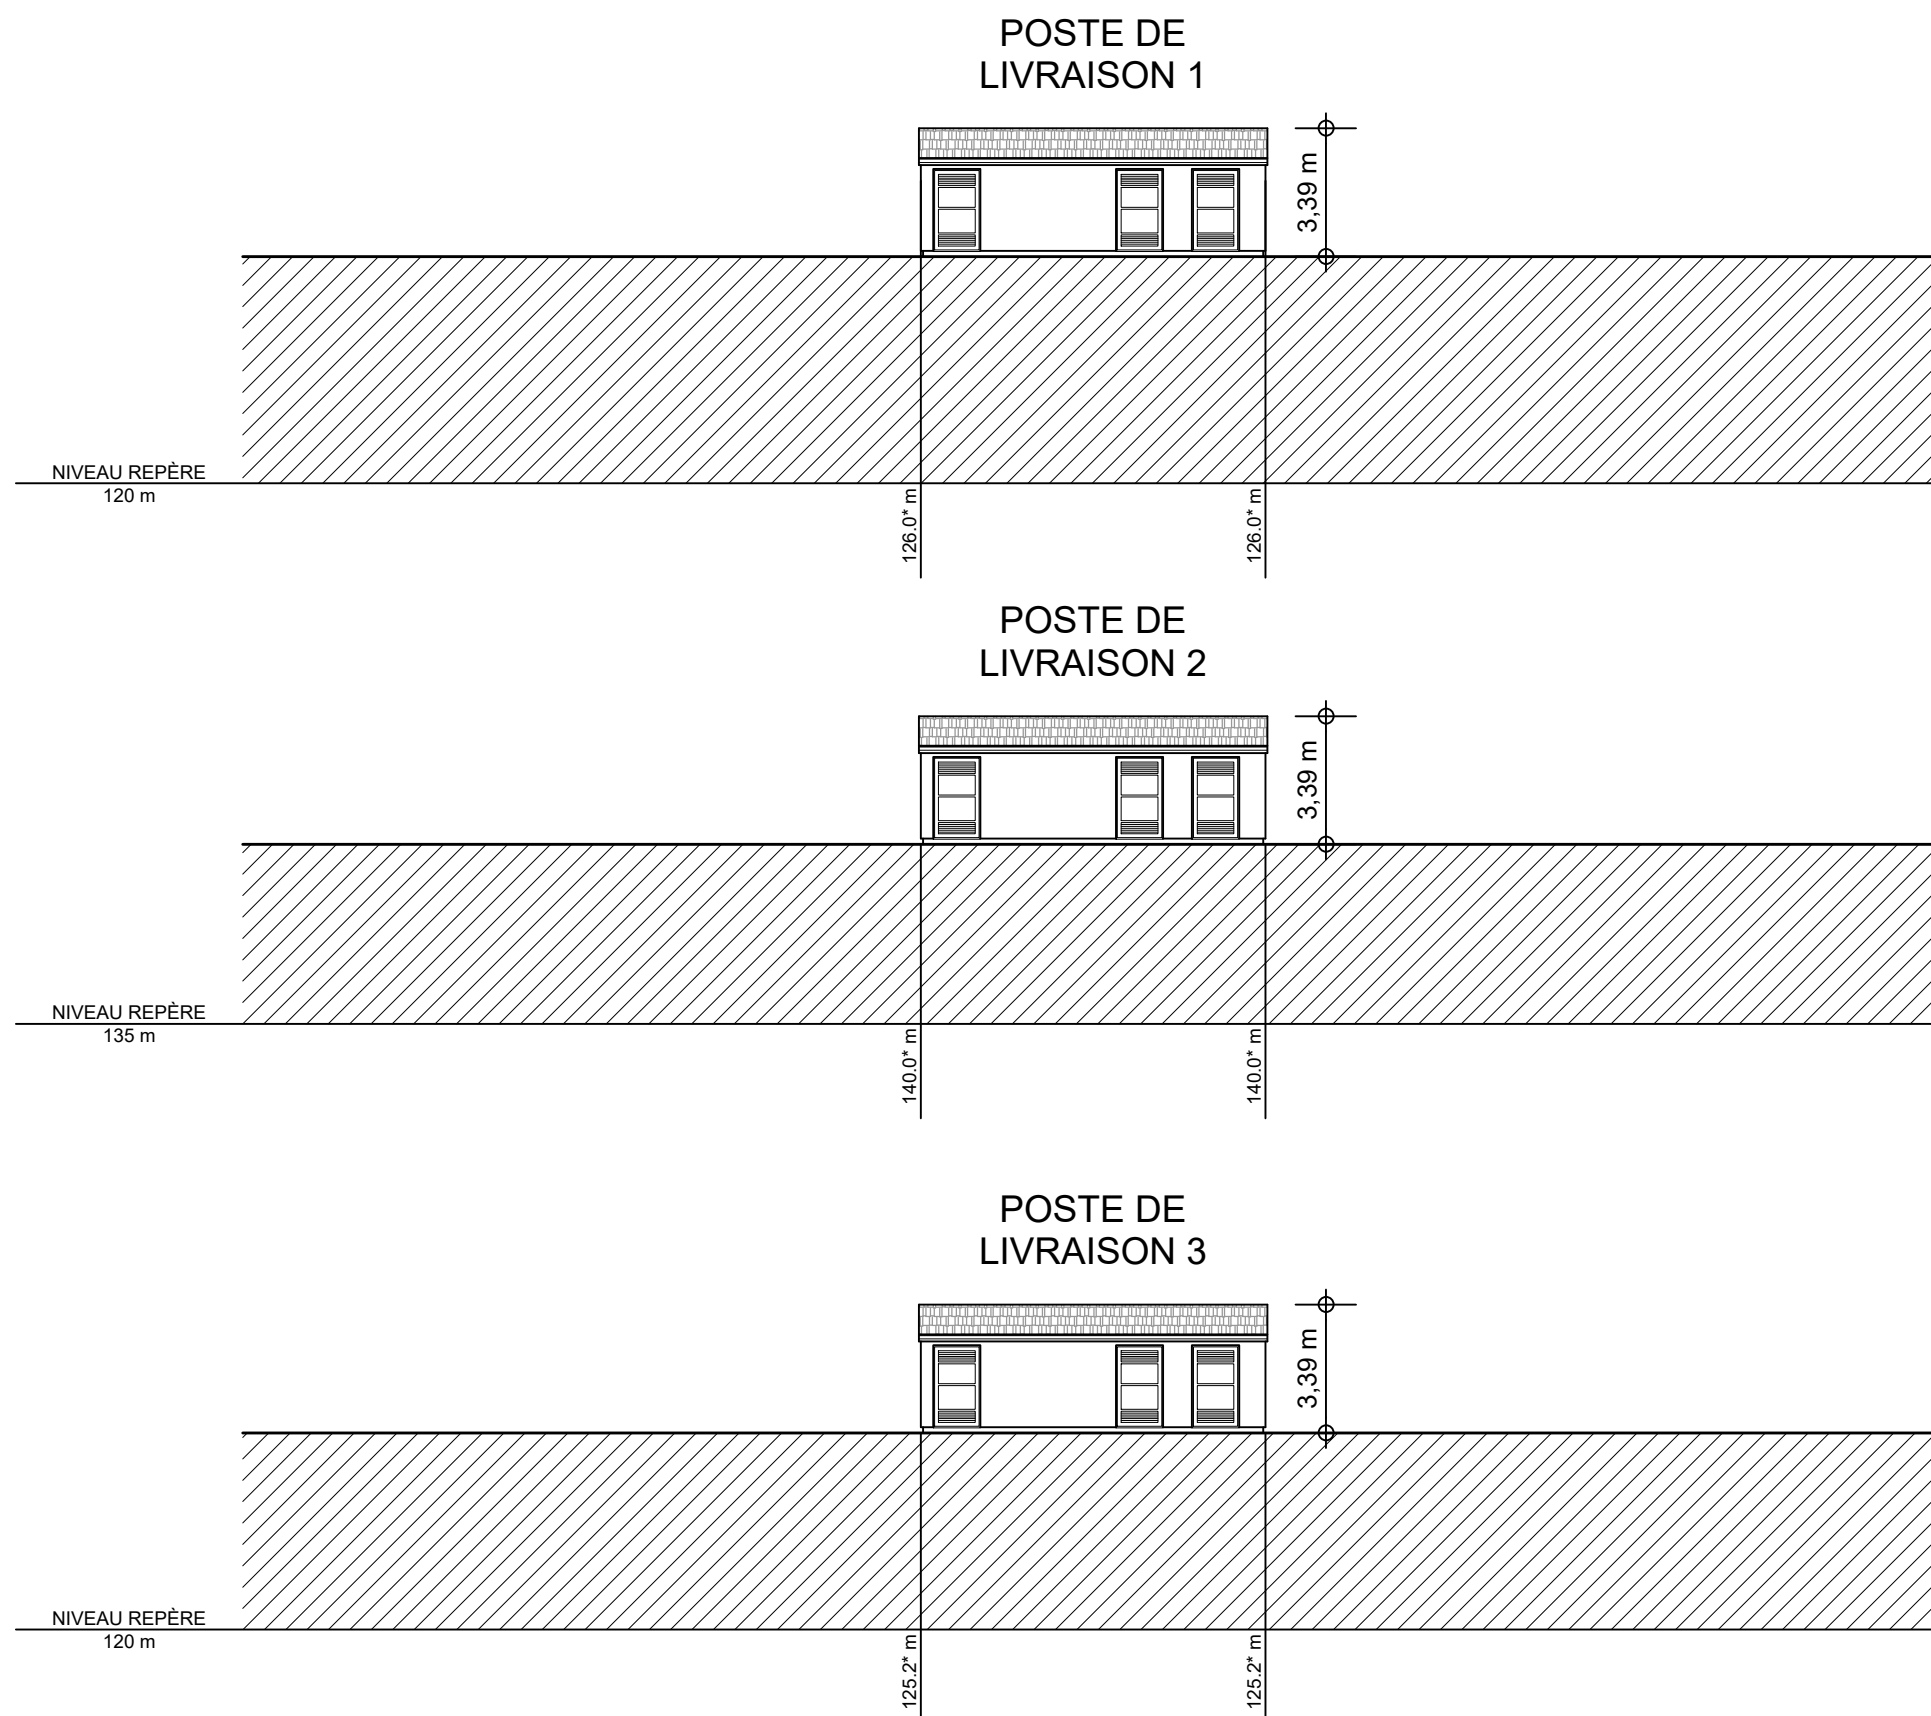 POSTE DE
LIVRAISON 1
3,39 m
NIVEAU REPÈRE
120 m
126.0* m
126.0* m
POSTE DE
LIVRAISON 2
3,39 m
NIVEAU REPÈRE
135 m
140.0* m
140.0* m
POSTE DE
LIVRAISON 3
3,39 m
NIVEAU REPÈRE
120 m
125.2* m
125.2* m